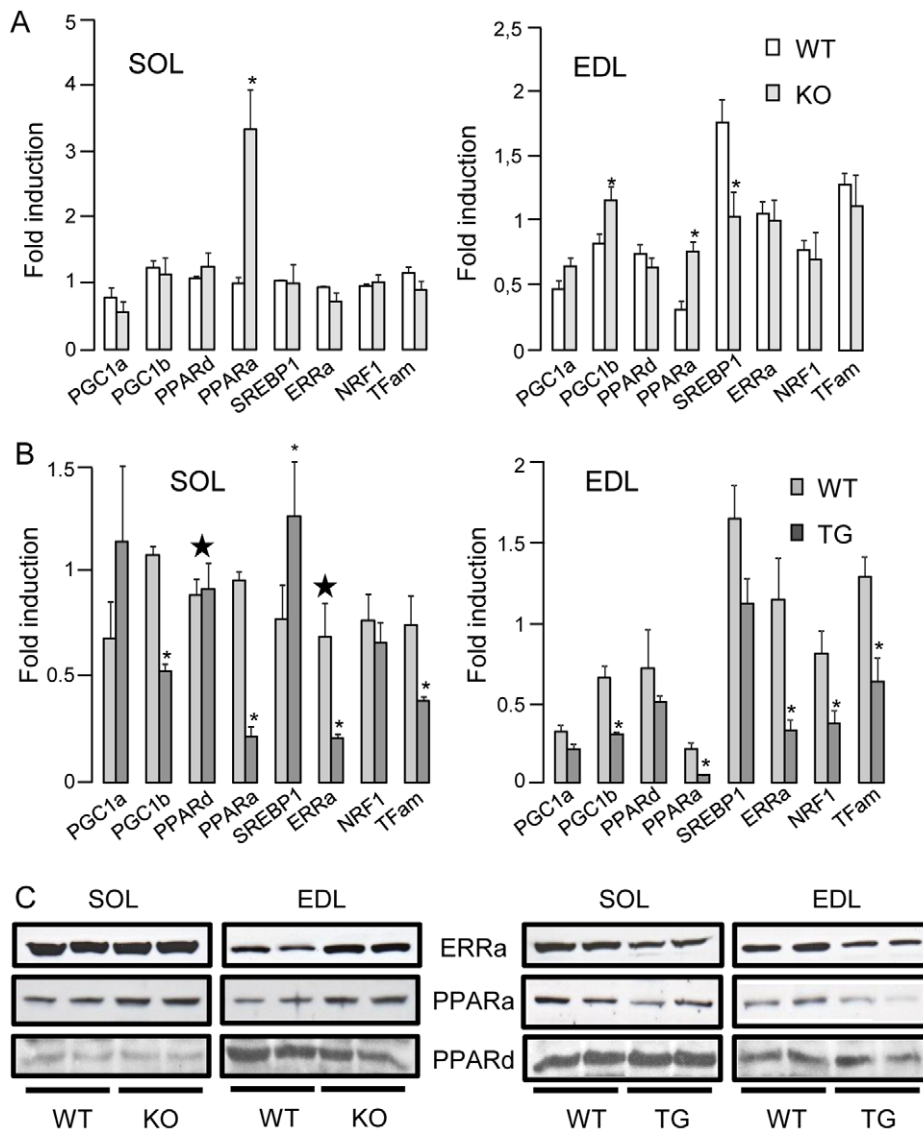 A
SOL
EDL
WT
KO
Fold induction
5
4
3
2
1
0
PGC1a PGC1b PPARd PPARa SREBP1 ERRa NRF1 TFam
*
Fold induction
2,5
2
1,5
1
0,5
0
PGC1a PGC1b PPARd PPARa SREBP1 ERRa NRF1 TFam
* * *
B
SOL
EDL
WT
TG
Fold induction
1.5
1
0.5
0
PGC1a PGC1b PPARd PPARa SREBP1 ERRa NRF1 TFam
* ★ * * ★ * *
Fold induction
2
1.5
1
0.5
0
PGC1a PGC1b PPARd PPARa SREBP1 ERRa NRF1 TFam
* * * * *
C
SOL EDL SOL EDL
ERRa
PPARa
PPARd
WT KO WT KO WT TG WT TG